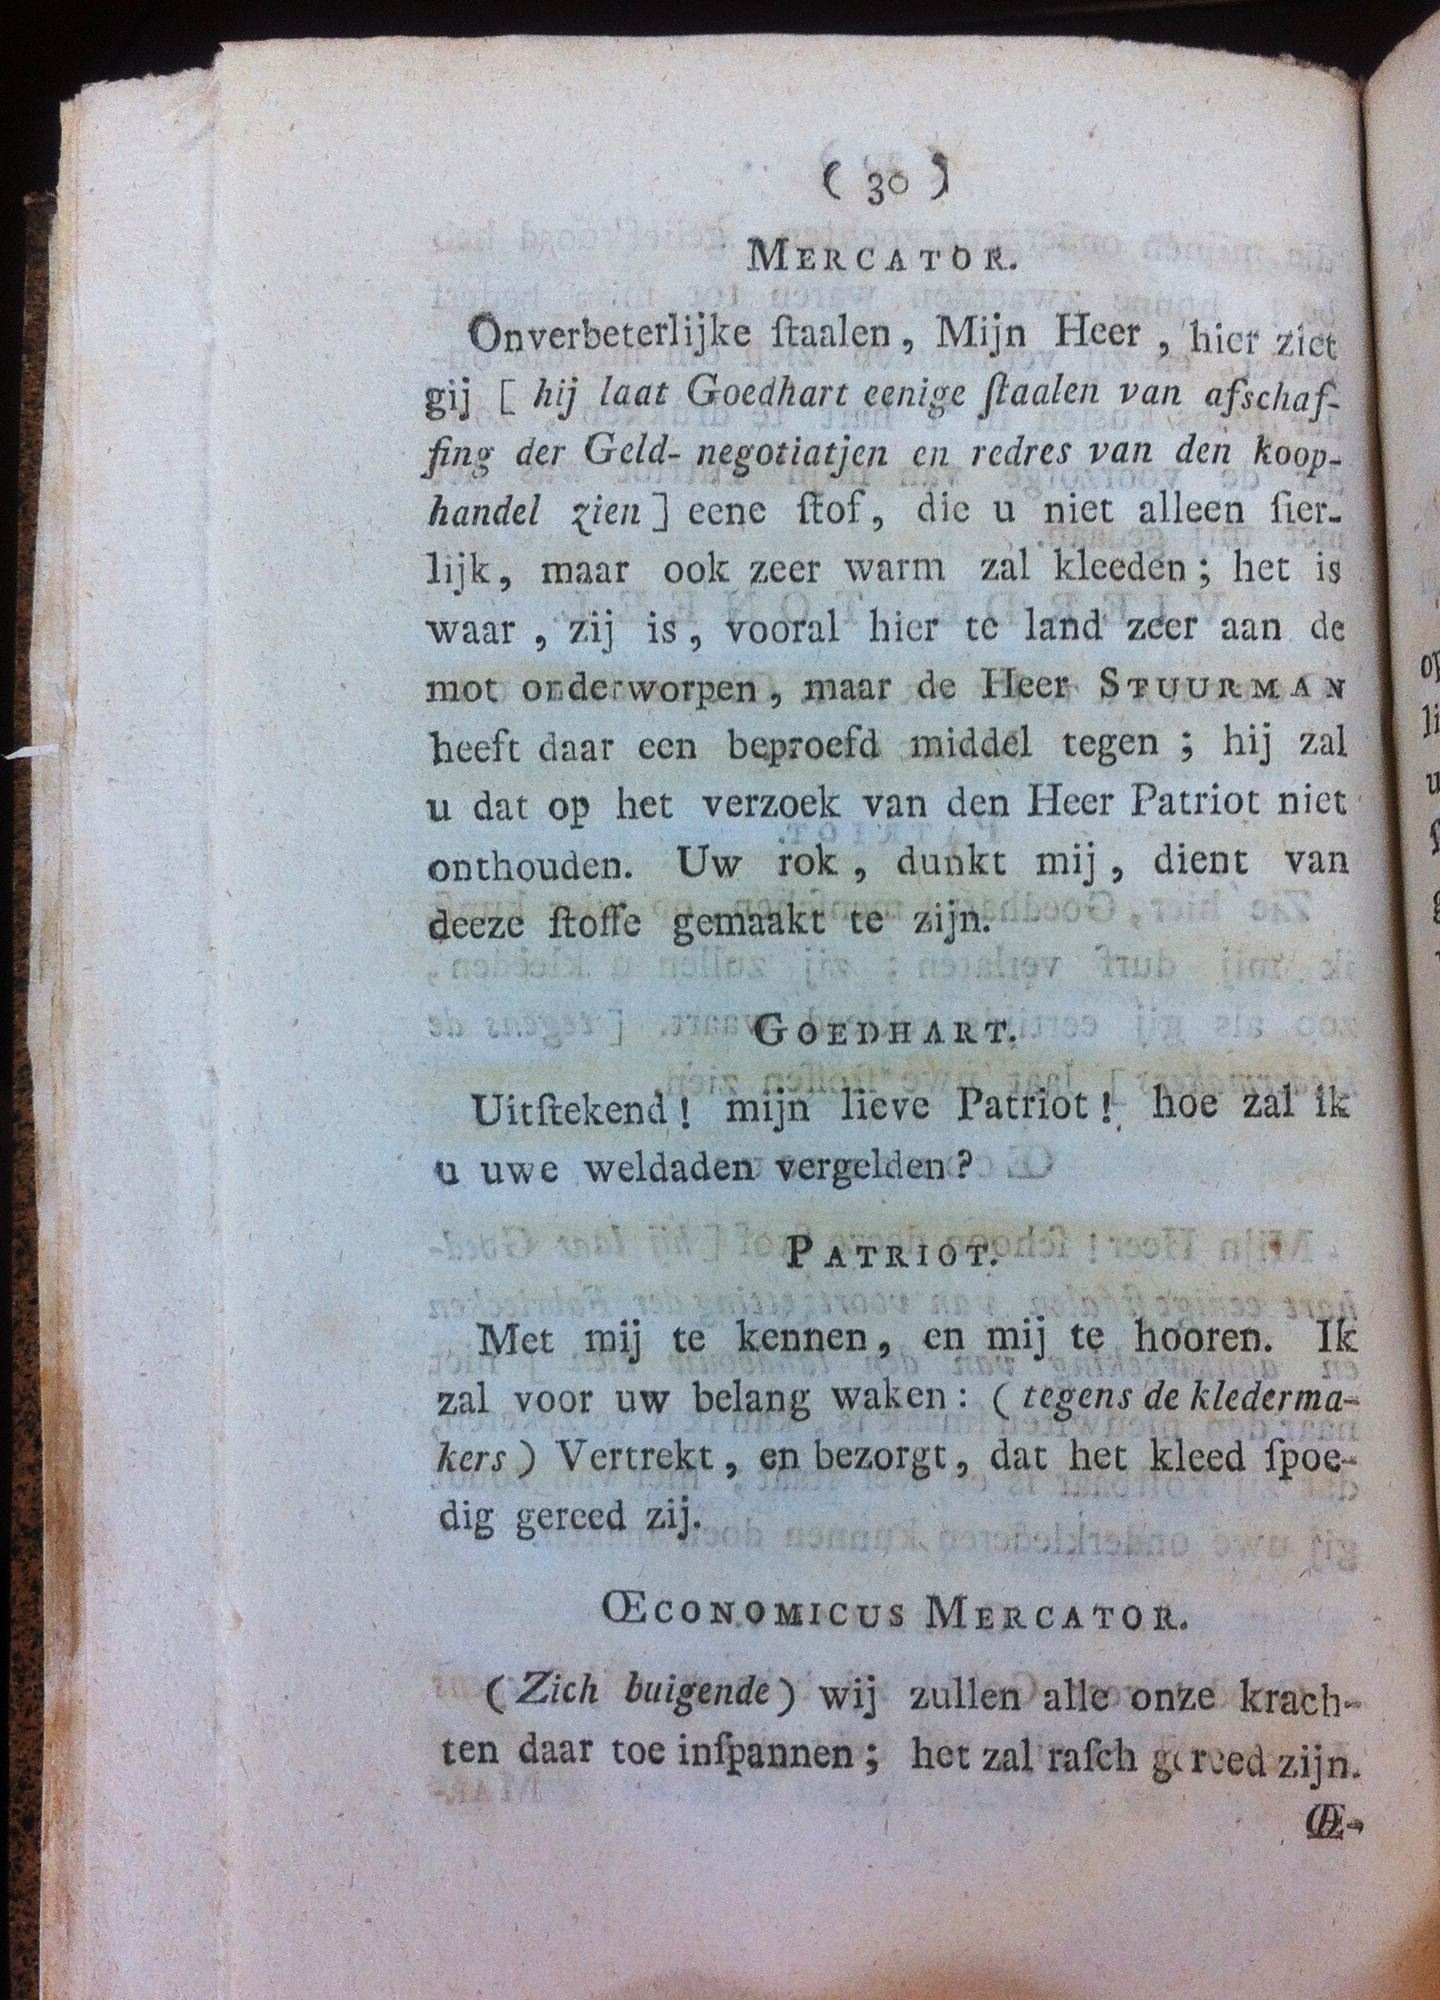 ( 30 )
MERCATOR.
Onverbeterlijke ſtaalen, Mijn Heer, hier ziet
gij [ hij laat Goedhart eenige ſtaalen van afschaf-
fing der Geld- negotiatjen en redres van den koop-
handel zien ] eene ſtof, die u niet alleen ſier-
lijk, maar ook zeer warm zal kleeden; het is
waar, zij is, vooral hier te land zeer aan de
mot onderworpen, maar de Heer STUURMAN
heeft daar een beproefd middel tegen; hij zal
u dat op het verzoek van den Heer Patriot niet
onthouden. Uw rok, dunkt mij, dient van
deeze ſtoffe gemaakt te zijn.
GOEDHART.
Uitſtekend! mijn lieve Patriot! hoe zal ik
u uwe weldaden vergelden?
PATRIOT.
Met mij te kennen, en mij te hooren. Ik
zal voor uw belang waken: ( tegens de klederma-
kers ) Vertrekt, en bezorgt, dat het kleed ſpoe-
dig gereed zij.
ŒCONOMICUS MERCATOR.
( Zich buigende ) wij zullen alle onze krach-
ten daar toe inſpannen; het zal raſch gereed zijn.
Œ-